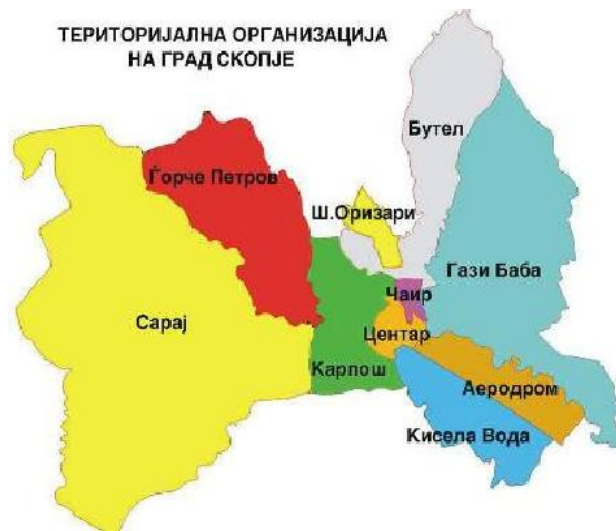 ТЕРИТОРИЈАЛНА ОРГАНИЗАЦИЈА
НА ГРАД СКОПЈЕ
Бутел
Ѓорче Петров
Ш.Оризари
Гази Баба
Чаир
Сарај
Центар
Карпош
Аеродром
Кисела Вода